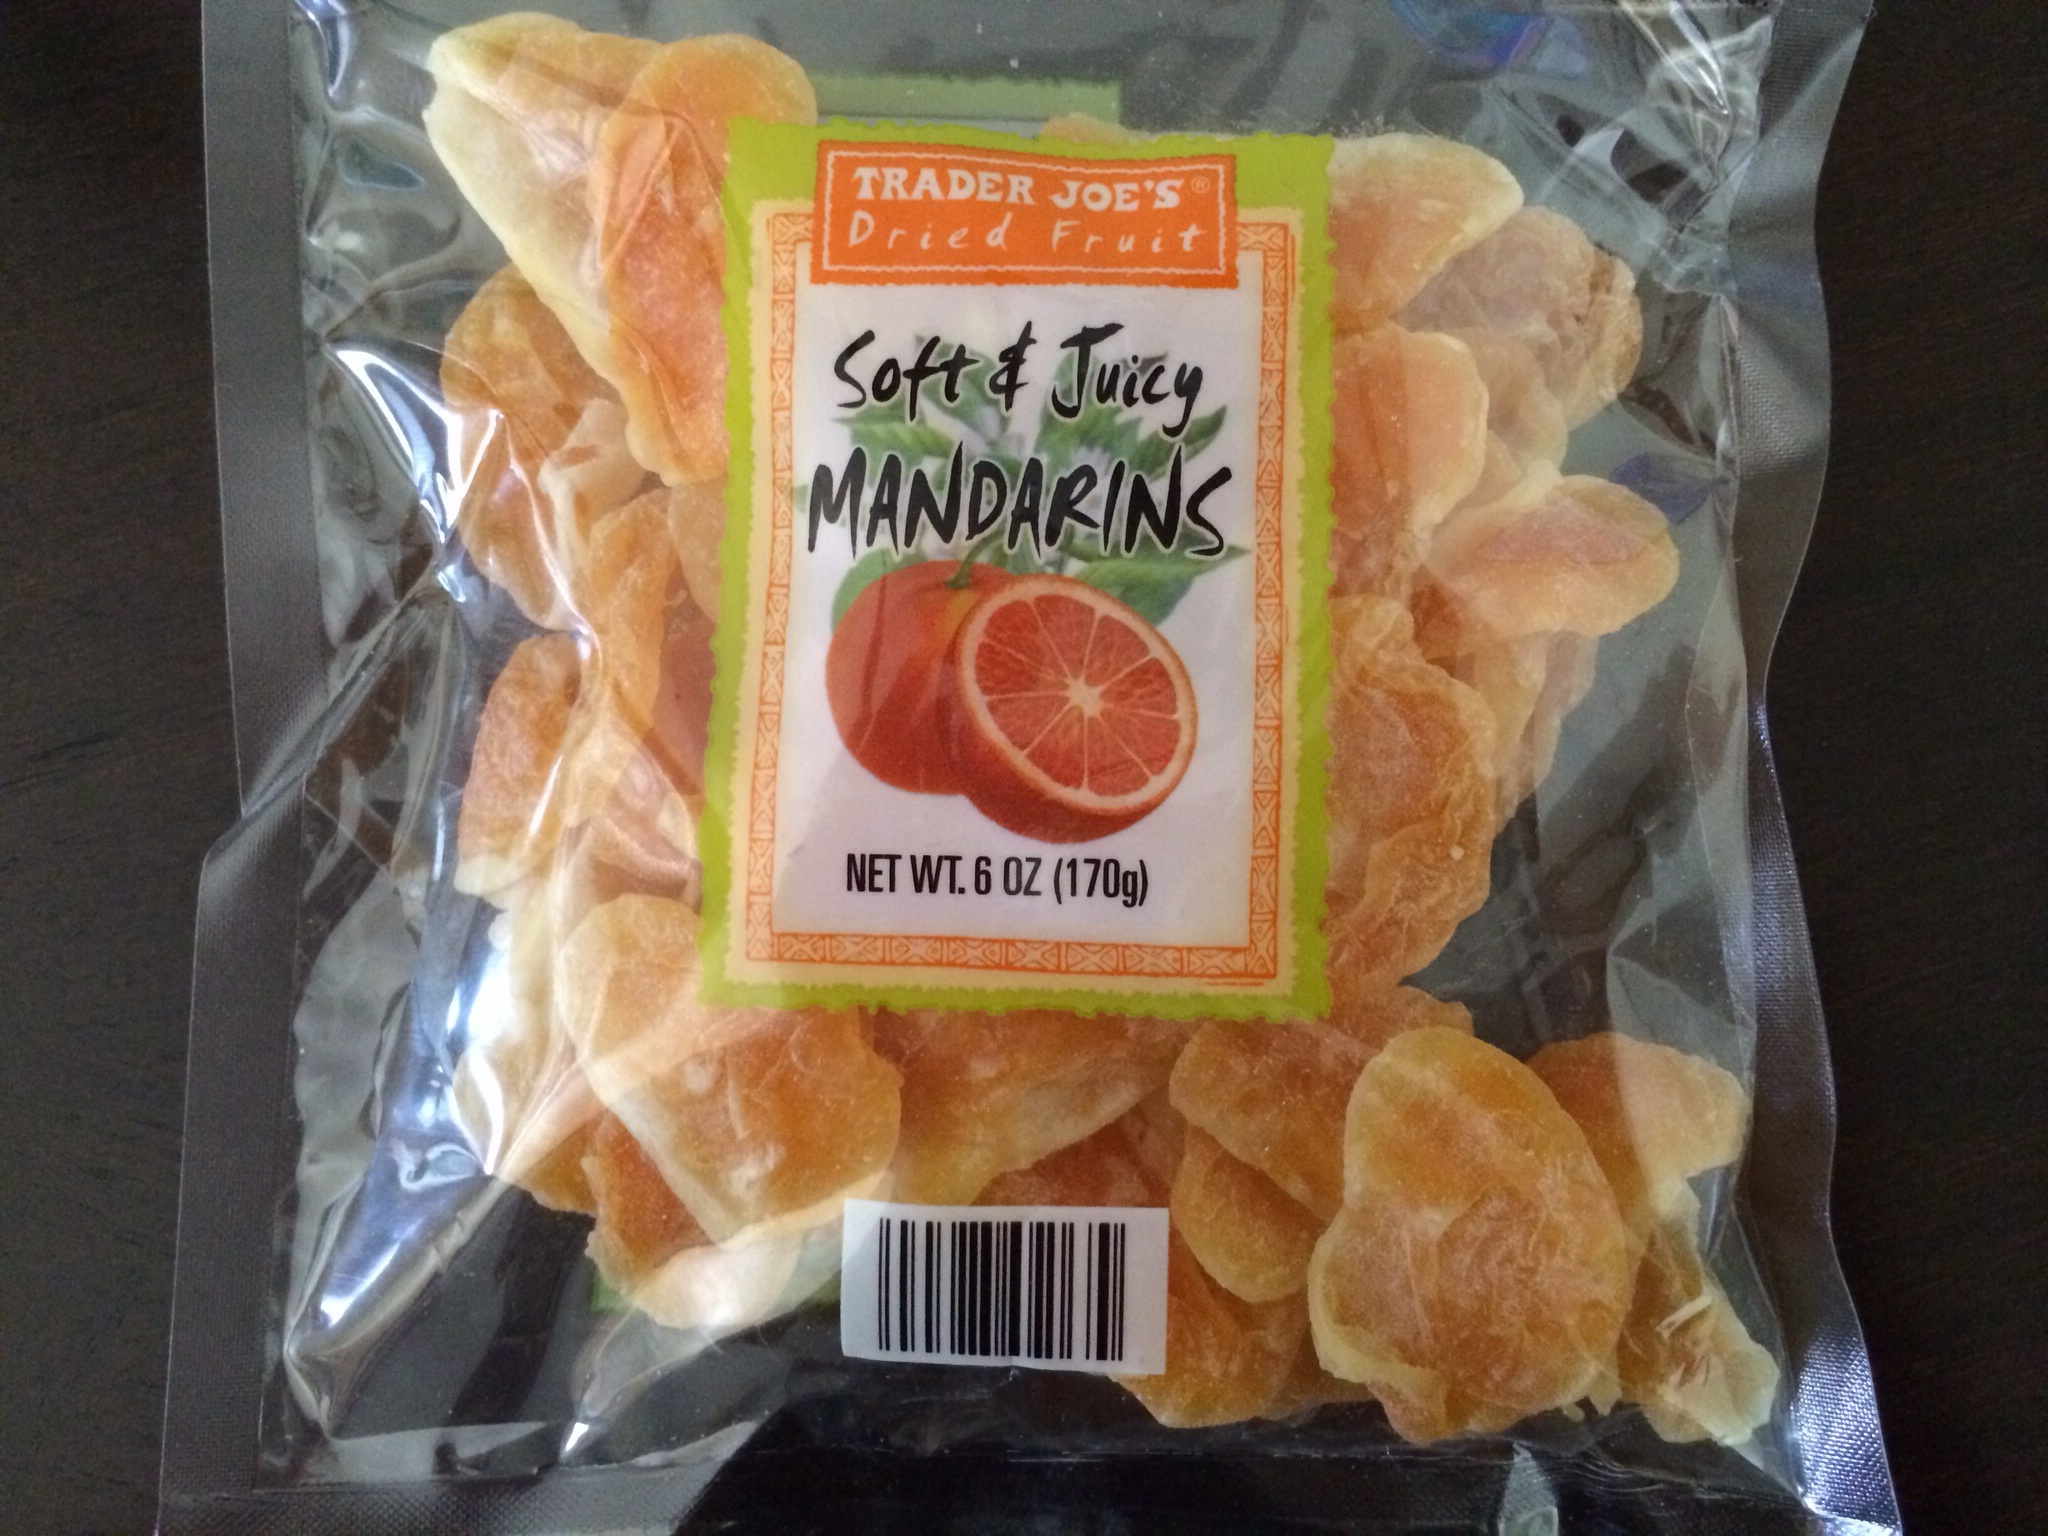 TRADER JOE'S®
Dried Fruit
Soft & Juicy
MANDARINS
NET WT. 6 OZ (170g)